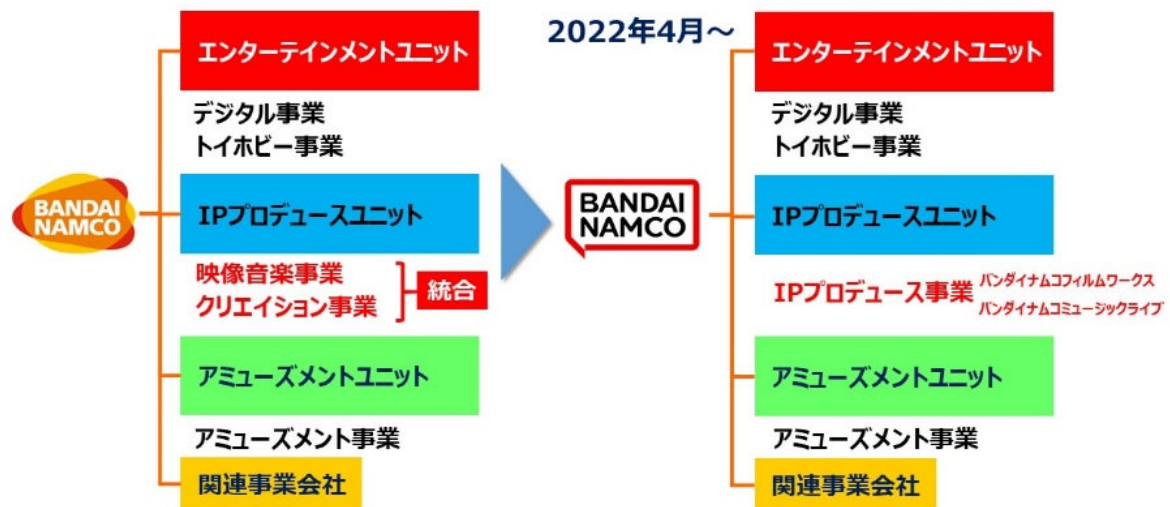 エンターテインメントユニット
デジタル事業
トイホビー事業
BANDAI
NAMCO
IPプロデュースユニット
映像音楽事業
クリエイション事業
統合
アミューズメントユニット
アミューズメント事業
関連事業会社
2022年4月～
エンターテインメントユニット
デジタル事業
トイホビー事業
BANDAI
NAMCO
IPプロデュースユニット
IPプロデュース事業
バンダイナムコフィルムワークス
バンダイナムコミュージックライブ
アミューズメントユニット
アミューズメント事業
関連事業会社